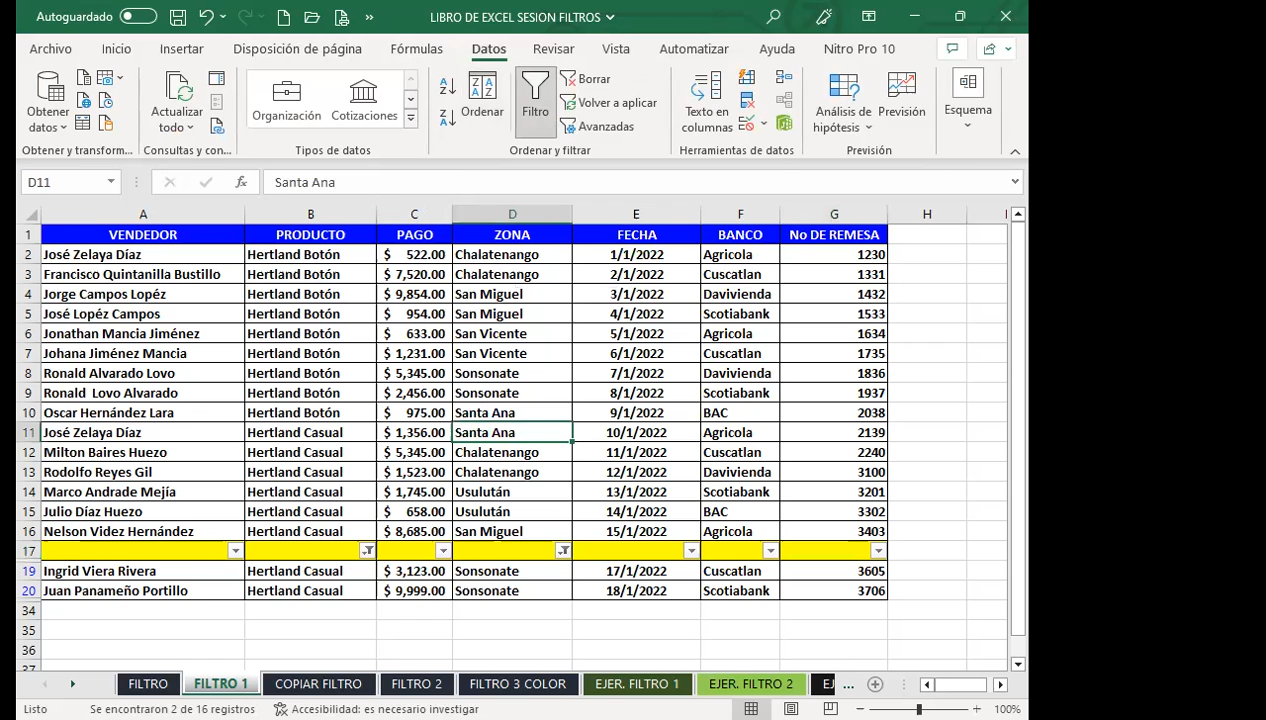 Autoguardado LIBRO DE EXCEL SESION FILTROS
Archivo Inicio Insertar Disposición de página Fórmulas Datos Revisar Vista Automatizar Ayuda Nitro Pro 10
Obtener datos Actualizar todo Organización Cotizaciones Ordenar Filtro Borrar Volver a aplicar Avanzadas Texto en columnas Análisis de hipótesis Previsión Esquema
Obtener y transform... Consultas y con... Tipos de datos Ordenar y filtrar Herramientas de datos Previsión
D11 fx Santa Ana
A B C D E F G H I
1 VENDEDOR PRODUCTO PAGO ZONA FECHA BANCO No DE REMESA
2 José Zelaya Díaz Hertland Botón $ 522.00 Chalatenango 1/1/2022 Agricola 1230
3 Francisco Quintanilla Bustillo Hertland Botón $ 7,520.00 Chalatenango 2/1/2022 Cuscatlan 1331
4 Jorge Campos Lopéz Hertland Botón $ 9,854.00 San Miguel 3/1/2022 Davivienda 1432
5 José Lopéz Campos Hertland Botón $ 954.00 San Miguel 4/1/2022 Scotiabank 1533
6 Jonathan Mancia Jiménez Hertland Botón $ 633.00 San Vicente 5/1/2022 Agricola 1634
7 Johana Jiménez Mancia Hertland Botón $ 1,231.00 San Vicente 6/1/2022 Cuscatlan 1735
8 Ronald Alvarado Lovo Hertland Botón $ 5,345.00 Sonsonate 7/1/2022 Davivienda 1836
9 Ronald Lovo Alvarado Hertland Botón $ 2,456.00 Sonsonate 8/1/2022 Scotiabank 1937
10 Oscar Hernández Lara Hertland Botón $ 975.00 Santa Ana 9/1/2022 BAC 2038
11 José Zelaya Díaz Hertland Casual $ 1,356.00 Santa Ana 10/1/2022 Agricola 2139
12 Milton Baires Huezo Hertland Casual $ 5,345.00 Chalatenango 11/1/2022 Cuscatlan 2240
13 Rodolfo Reyes Gil Hertland Casual $ 1,523.00 Chalatenango 12/1/2022 Davivienda 3100
14 Marco Andrade Mejía Hertland Casual $ 1,745.00 Usulután 13/1/2022 Scotiabank 3201
15 Julio Díaz Huezo Hertland Casual $ 658.00 Usulután 14/1/2022 BAC 3302
16 Nelson Videz Hernández Hertland Casual $ 8,685.00 San Miguel 15/1/2022 Agricola 3403
17
19 Ingrid Viera Rivera Hertland Casual $ 3,123.00 Sonsonate 17/1/2022 Cuscatlan 3605
20 Juan Panameño Portillo Hertland Casual $ 9,999.00 Sonsonate 18/1/2022 Scotiabank 3706
34
35
36
37
FILTRO FILTRO 1 COPIAR FILTRO FILTRO 2 FILTRO 3 COLOR EJER. FILTRO 1 EJER. FILTRO 2 EJ ...
Listo Se encontraron 2 de 16 registros Accesibilidad: es necesario investigar 100%